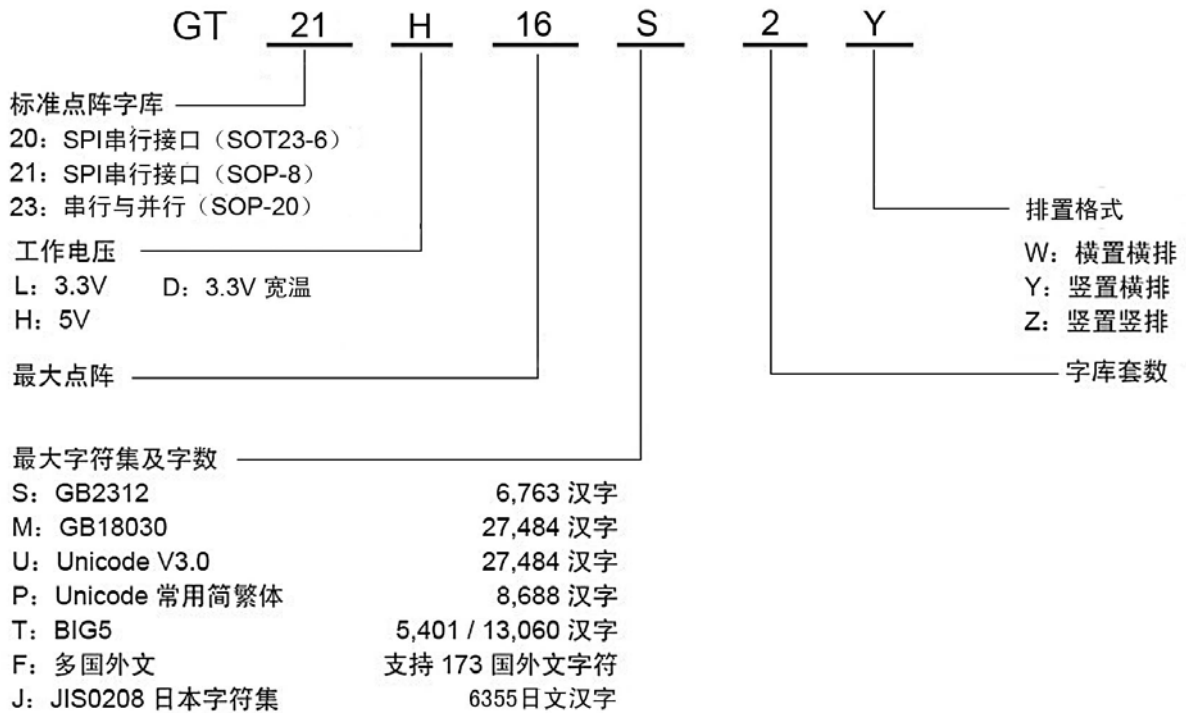 GT 21 H 16 S 2 Y
标准点阵字库
20：SPI串行接口（SOT23-6）
21：SPI串行接口（SOP-8）
23：串行与并行（SOP-20）
工作电压
L：3.3V D：3.3V 宽温
H：5V
最大点阵
最大字符集及字数
S：GB2312 6,763 汉字
M：GB18030 27,484 汉字
U：Unicode V3.0 27,484 汉字
P：Unicode 常用简繁体 8,688 汉字
T：BIG5 5,401 / 13,060 汉字
F：多国外文 支持 173 国外文字符
J：JIS0208 日本字符集 6355日文汉字
排置格式
W：横置横排
Y：竖置横排
Z：竖置竖排
字库套数